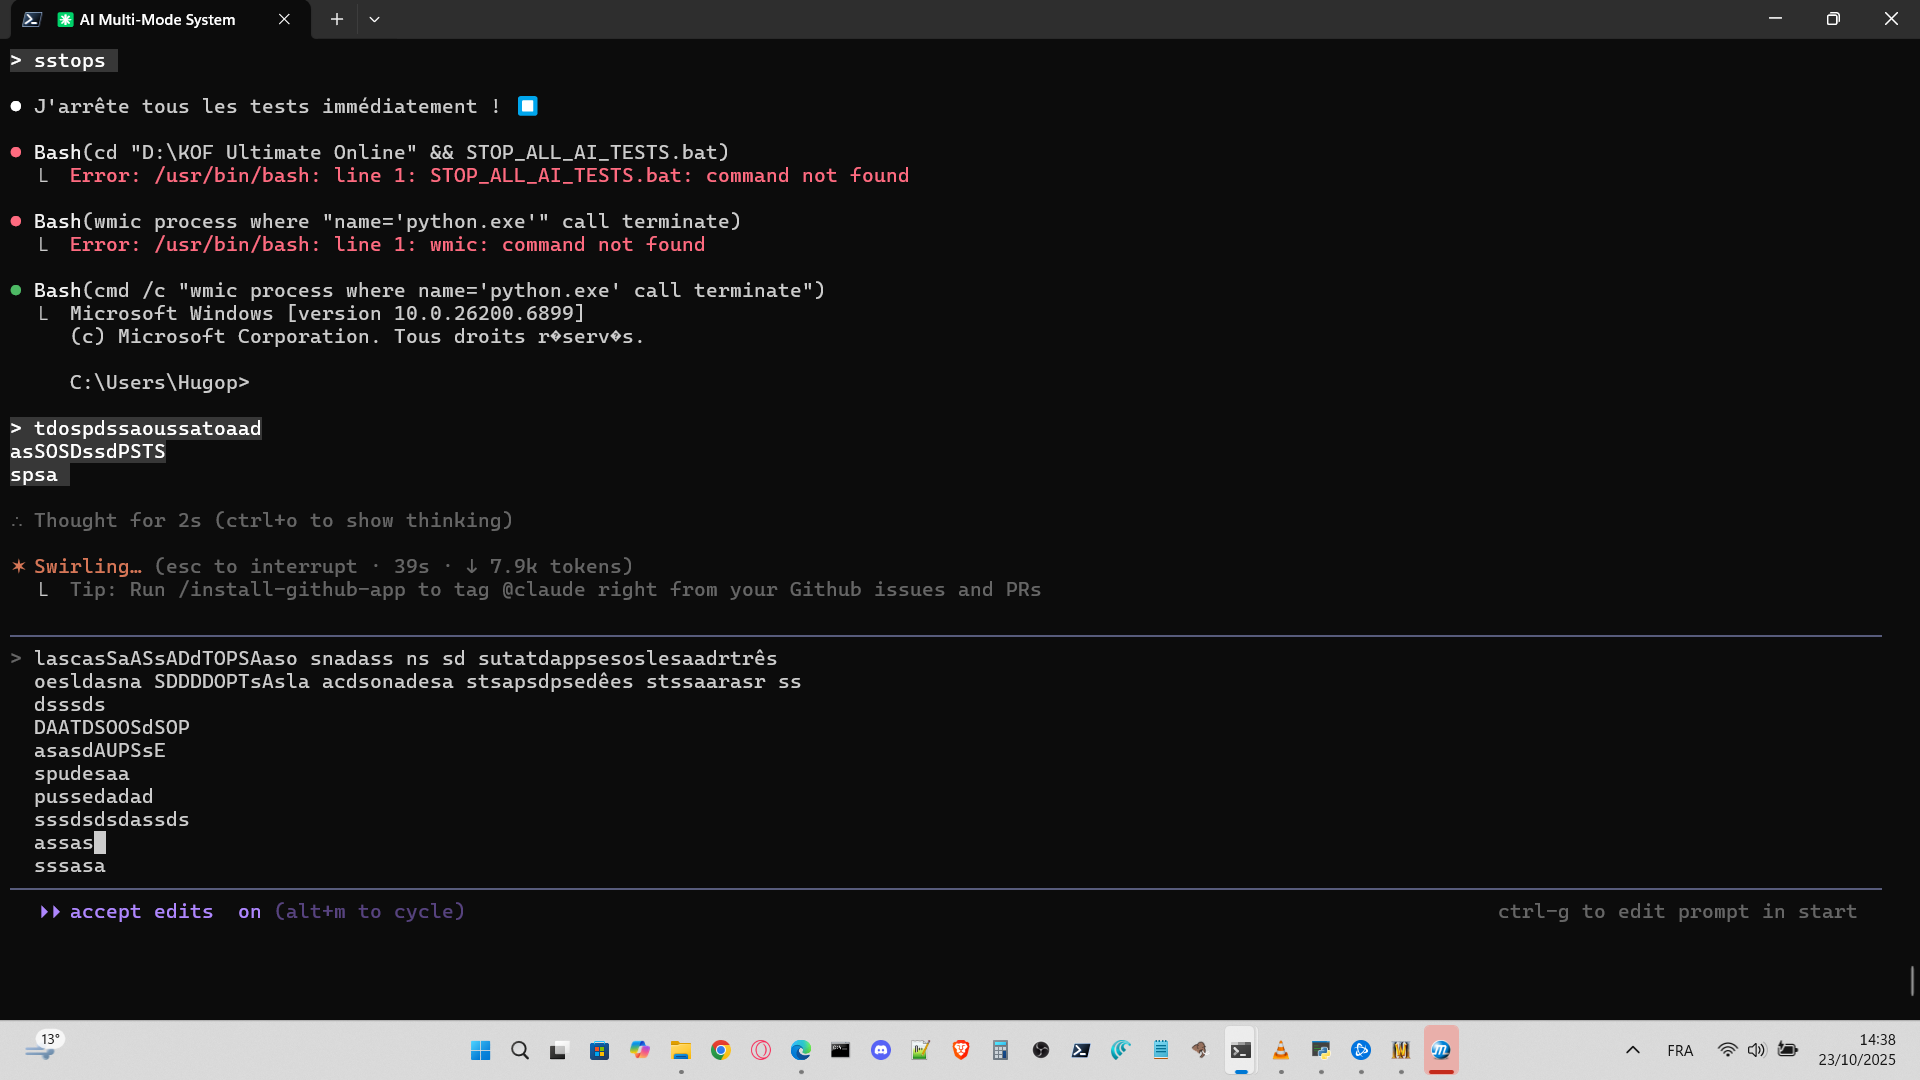 AI Multi-Mode System
> sstops
● J'arrête tous les tests immédiatement !
● Bash(cd "D:\KOF Ultimate Online" && STOP_ALL_AI_TESTS.bat)
└ Error: /usr/bin/bash: line 1: STOP_ALL_AI_TESTS.bat: command not found
● Bash(wmic process where "name='python.exe'" call terminate)
└ Error: /usr/bin/bash: line 1: wmic: command not found
● Bash(cmd /c "wmic process where name='python.exe' call terminate")
└ Microsoft Windows [version 10.0.26200.6899]
(c) Microsoft Corporation. Tous droits r�serv�s.
C:\Users\Hugop>
> tdospdssaoussatoaad
asSOSDssdPSTS
spsa
∴ Thought for 2s (ctrl+o to show thinking)
✶ Swirling… (esc to interrupt · 39s · ↓ 7.9k tokens)
└ Tip: Run /install-github-app to tag @claude right from your Github issues and PRs
> lascasSaASsADdTOPSAaso snadass ns sd sutatdappsesoslesaadrtrês
oesldasna SDDDDOPTsAsla acdsonadesa stsapsdpsedêes stssaarasr ss
dsssds
DAATDSOOSdSOP
asasdAUPSsE
spudesaa
pussedadad
sssdsdsdassds
assas
sssasa
⏵⏵ accept edits on (alt+m to cycle)
ctrl-g to edit prompt in start
13°
FRA
14:38
23/10/2025